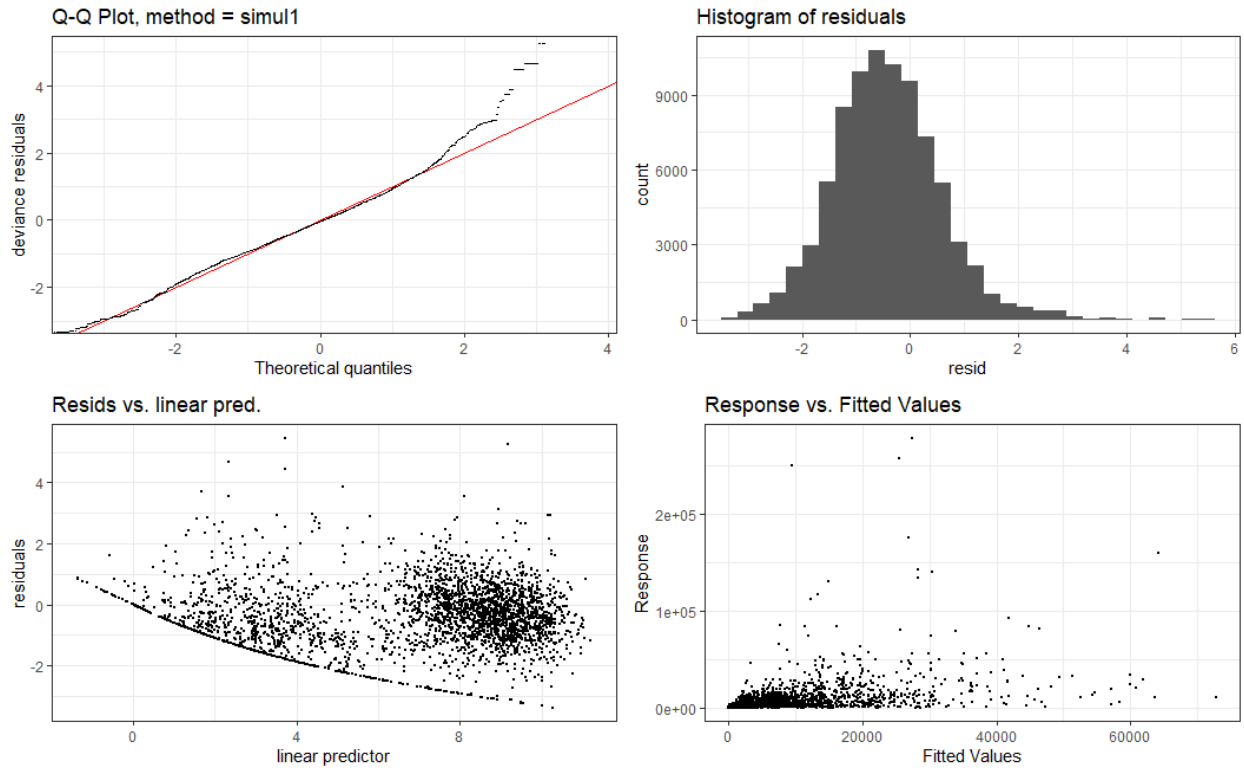 Q-Q Plot, method = simul1
4
2
0
-2
deviance residuals
-2
0
2
4
Theoretical quantiles
Histogram of residuals
9000
6000
3000
0
count
-2
0
2
4
6
resid
Resids vs. linear pred.
4
2
0
-2
residuals
0
4
8
linear predictor
Response vs. Fitted Values
2e+05
1e+05
0e+00
Response
0
20000
40000
60000
Fitted Values